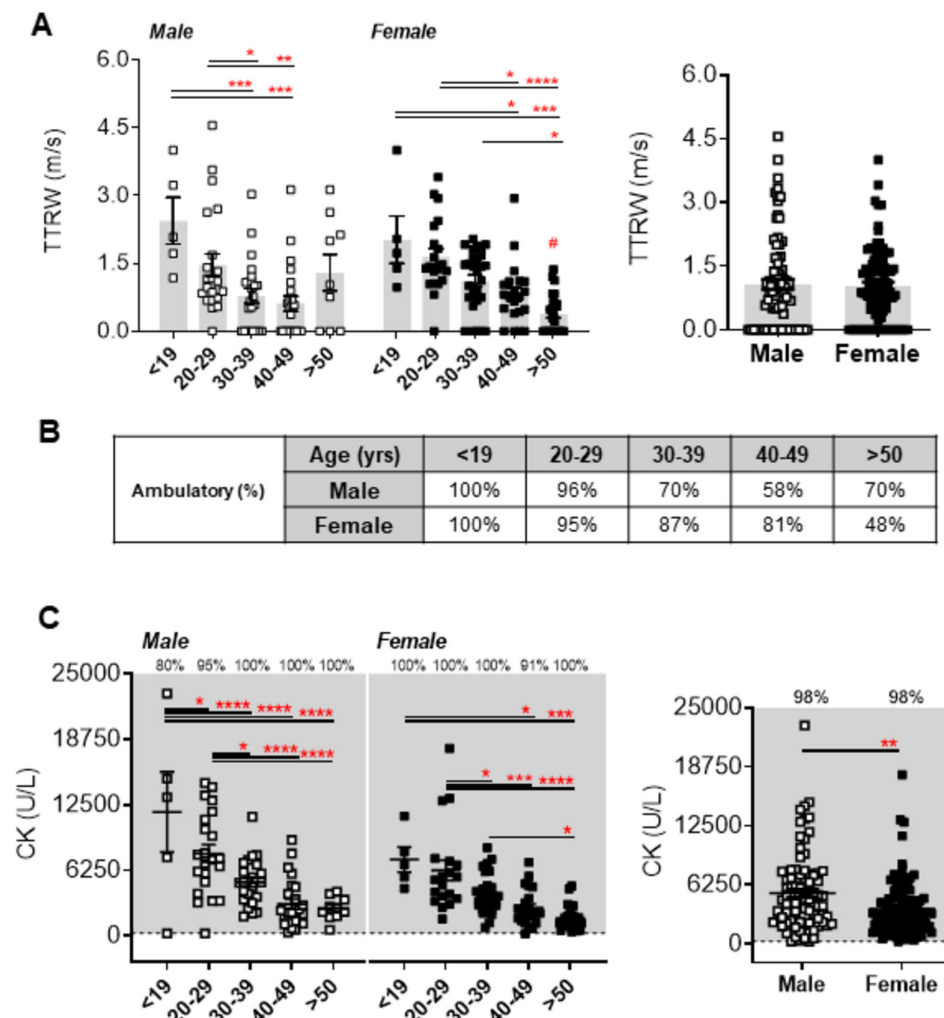 A
Male
Female
* **
*** ***
* ****
* ***
*
#
TTRW (m/s)
6.0
4.5
3.0
1.5
0.0
<19 20-29 30-39 40-49 >50
<19 20-29 30-39 40-49 >50
TTRW (m/s)
6.0
4.5
3.0
1.5
0.0
Male Female
B
Ambulatory (%)
Age (yrs) <19 20-29 30-39 40-49 >50
Male 100% 96% 70% 58% 70%
Female 100% 95% 87% 81% 48%
C
Male
Female
80% 95% 100% 100% 100%
100% 100% 100% 91% 100%
* **** **** ****
* **** ****
* ***
* *** ****
*
CK (U/L)
25000
18750
12500
6250
0
<19 20-29 30-39 40-49 >50
<19 20-29 30-39 40-49 >50
98% 98%
**
CK (U/L)
25000
18750
12500
6250
0
Male Female